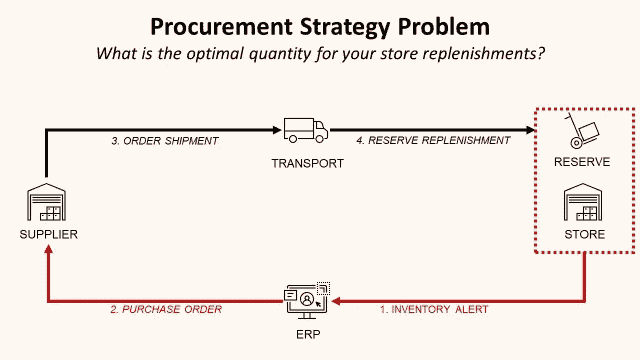 Procurement Strategy Problem
What is the optimal quantity for your store replenishments?
3. ORDER SHIPMENT
4. RESERVE REPLENISHMENT
TRANSPORT
RESERVE
SUPPLIER
STORE
2. PURCHASE ORDER
1. INVENTORY ALERT
ERP